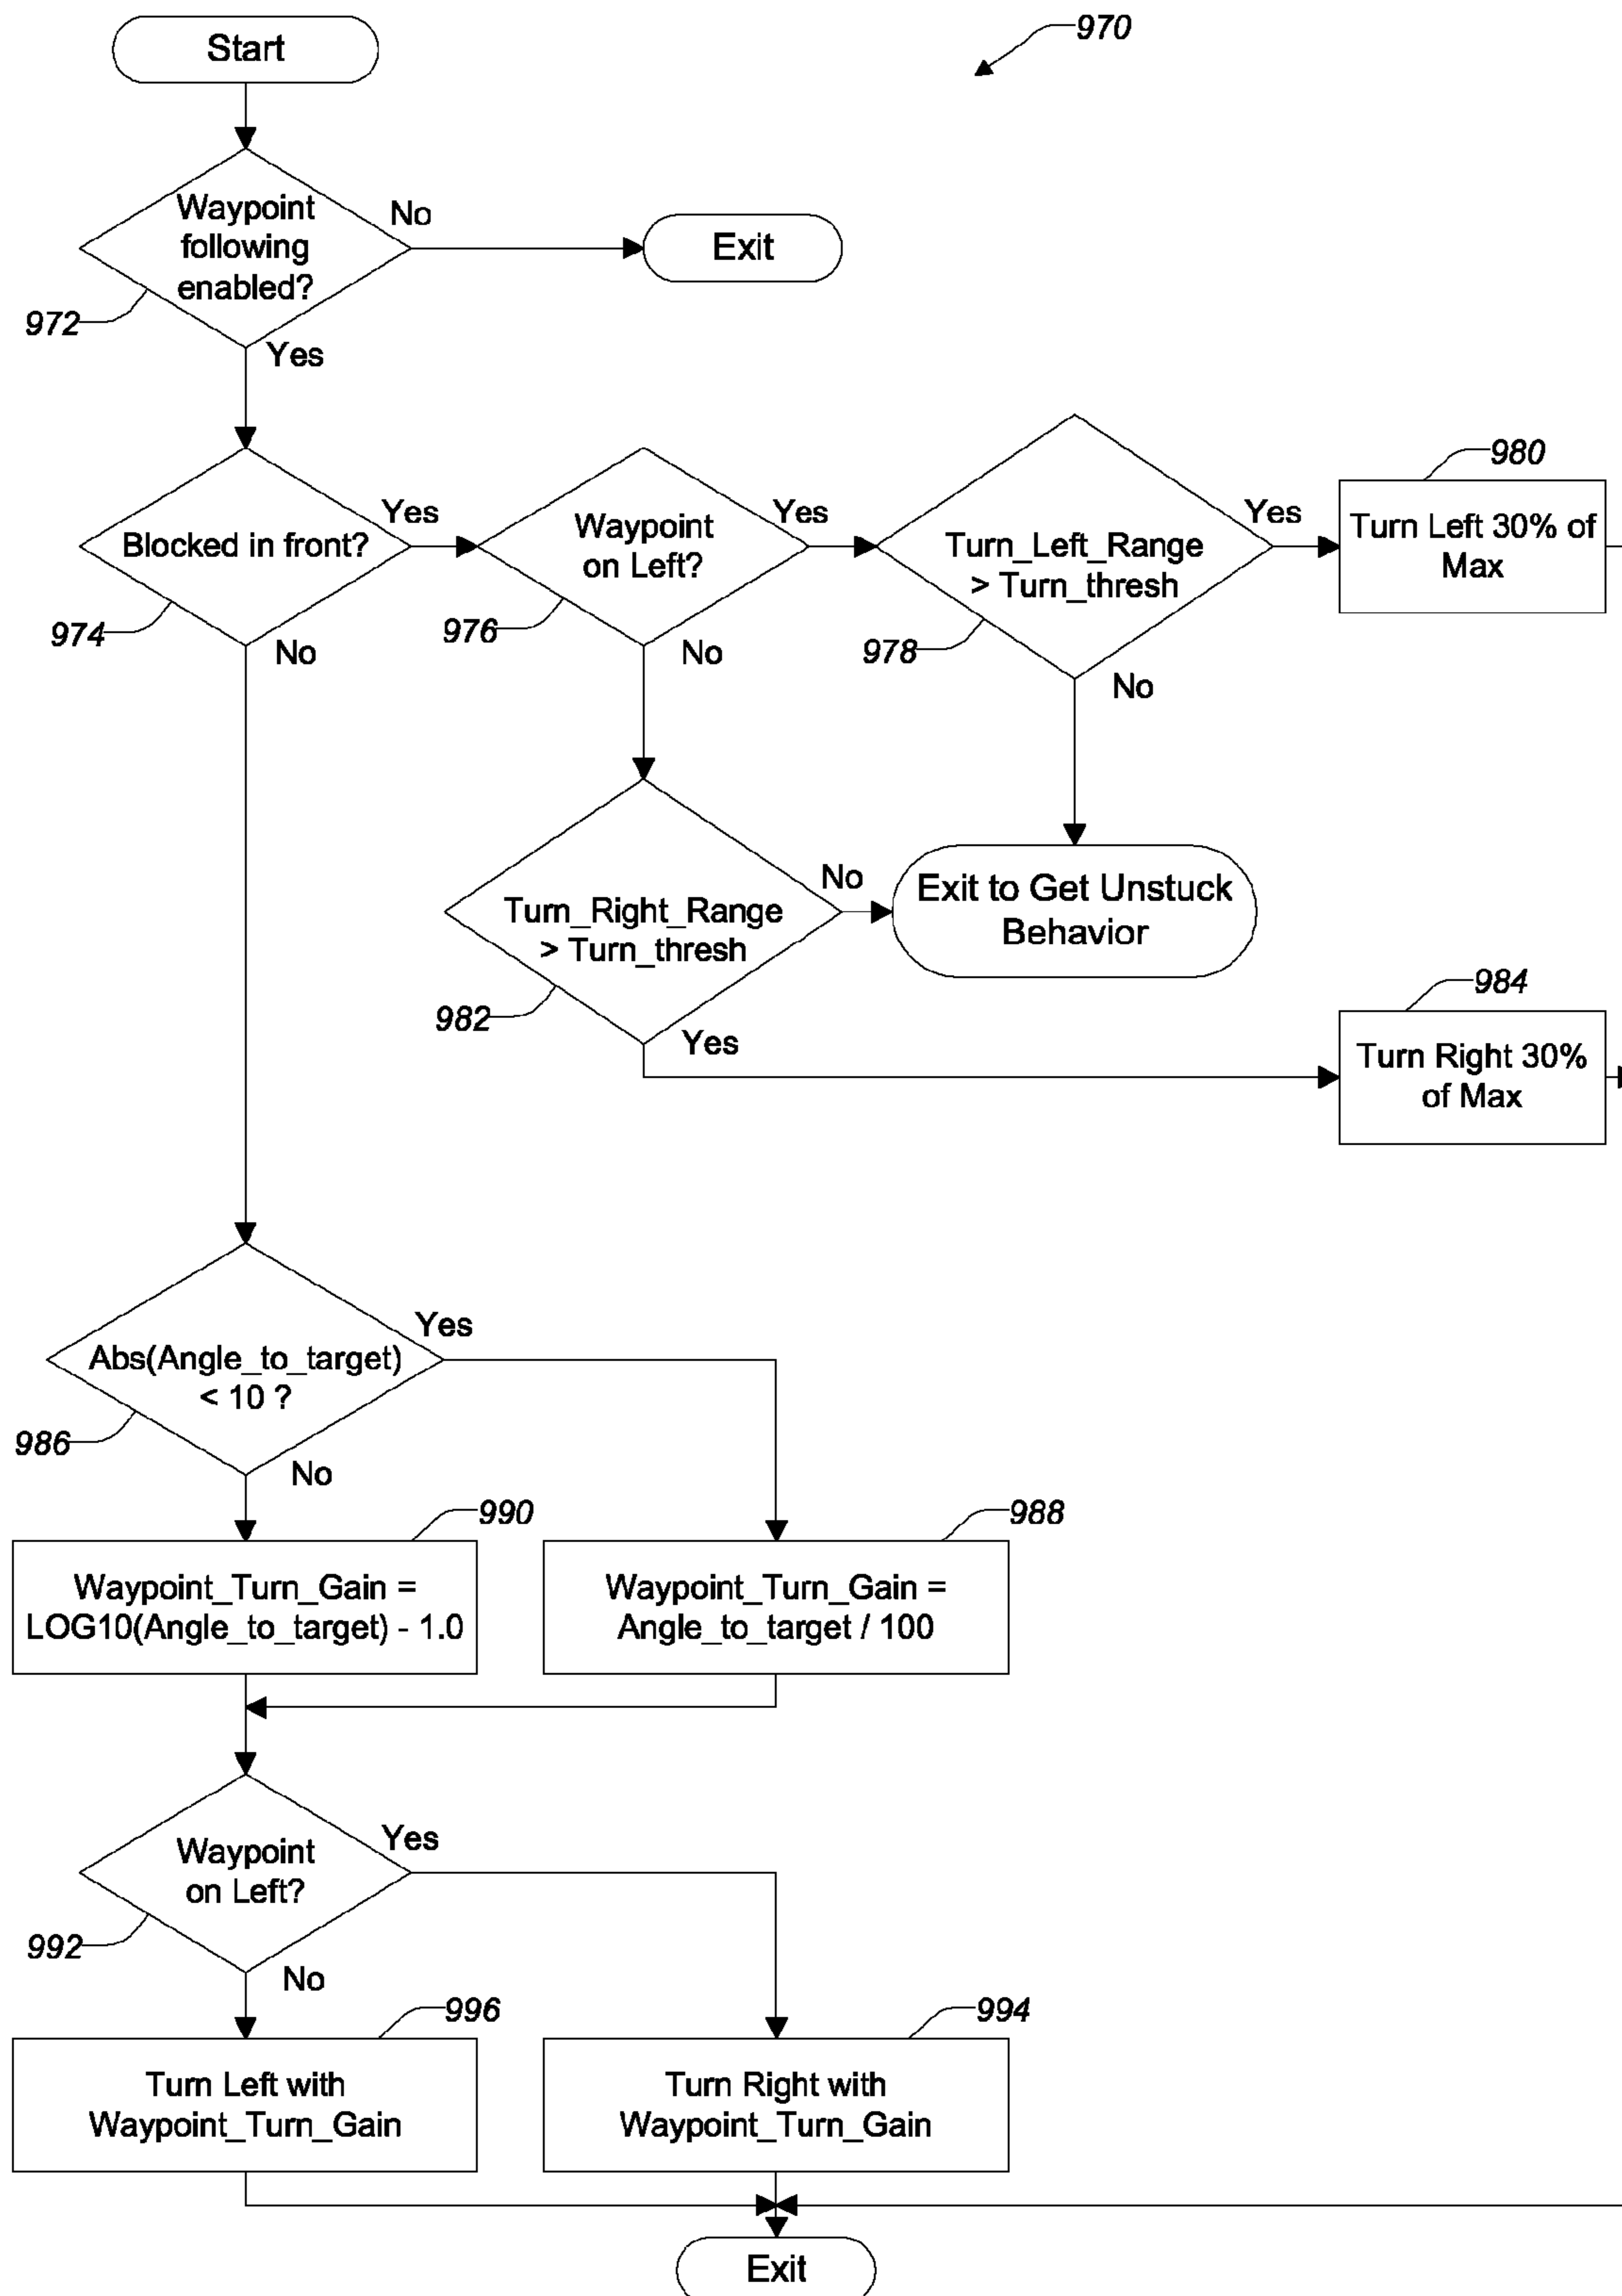 Start
970
Waypoint
following
enabled?
No
Exit
972
Yes
Blocked in front?
Yes
974
No
Waypoint
on Left?
Yes
976
No
Turn_Left_Range
> Turn_thresh
Yes
978
No
980
Turn Left 30% of
Max
Turn_Right_Range
> Turn_thresh
No
982
Yes
Exit to Get Unstuck
Behavior
984
Turn Right 30%
of Max
Abs(Angle_to_target)
< 10 ?
Yes
986
No
990
Waypoint_Turn_Gain =
LOG10(Angle_to_target) - 1.0
988
Waypoint_Turn_Gain =
Angle_to_target / 100
Waypoint
on Left?
Yes
992
No
996
Turn Left with
Waypoint_Turn_Gain
994
Turn Right with
Waypoint_Turn_Gain
Exit